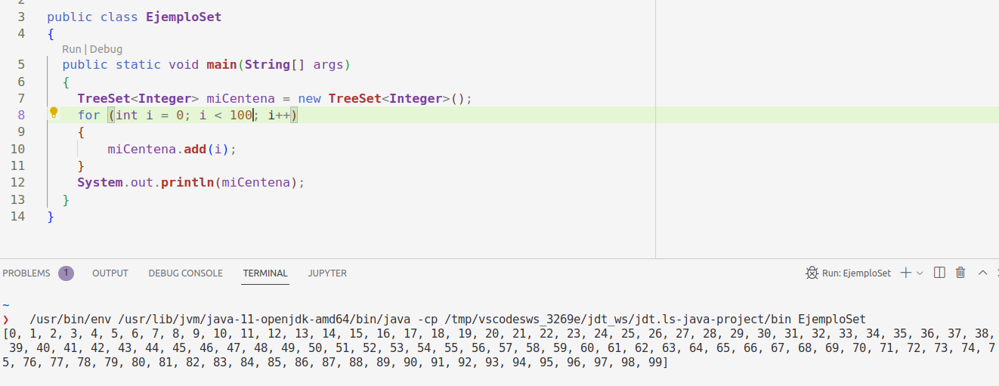 3 public class EjemploSet
4 {
Run | Debug
5 public static void main(String[] args)
6 {
7 TreeSet<Integer> miCentena = new TreeSet<Integer>();
8 for (int i = 0; i < 100; i++)
9 {
10 miCentena.add(i);
11 }
12 System.out.println(miCentena);
13 }
14 }
PROBLEMS 1 OUTPUT DEBUG CONSOLE TERMINAL JUPYTER Run: EjemploSet
~
❯ /usr/bin/env /usr/lib/jvm/java-11-openjdk-amd64/bin/java -cp /tmp/vscodesws_3269e/jdt_ws/jdt.ls-java-project/bin EjemploSet
[0, 1, 2, 3, 4, 5, 6, 7, 8, 9, 10, 11, 12, 13, 14, 15, 16, 17, 18, 19, 20, 21, 22, 23, 24, 25, 26, 27, 28, 29, 30, 31, 32, 33, 34, 35, 36, 37, 38,
39, 40, 41, 42, 43, 44, 45, 46, 47, 48, 49, 50, 51, 52, 53, 54, 55, 56, 57, 58, 59, 60, 61, 62, 63, 64, 65, 66, 67, 68, 69, 70, 71, 72, 73, 74, 7
5, 76, 77, 78, 79, 80, 81, 82, 83, 84, 85, 86, 87, 88, 89, 90, 91, 92, 93, 94, 95, 96, 97, 98, 99]